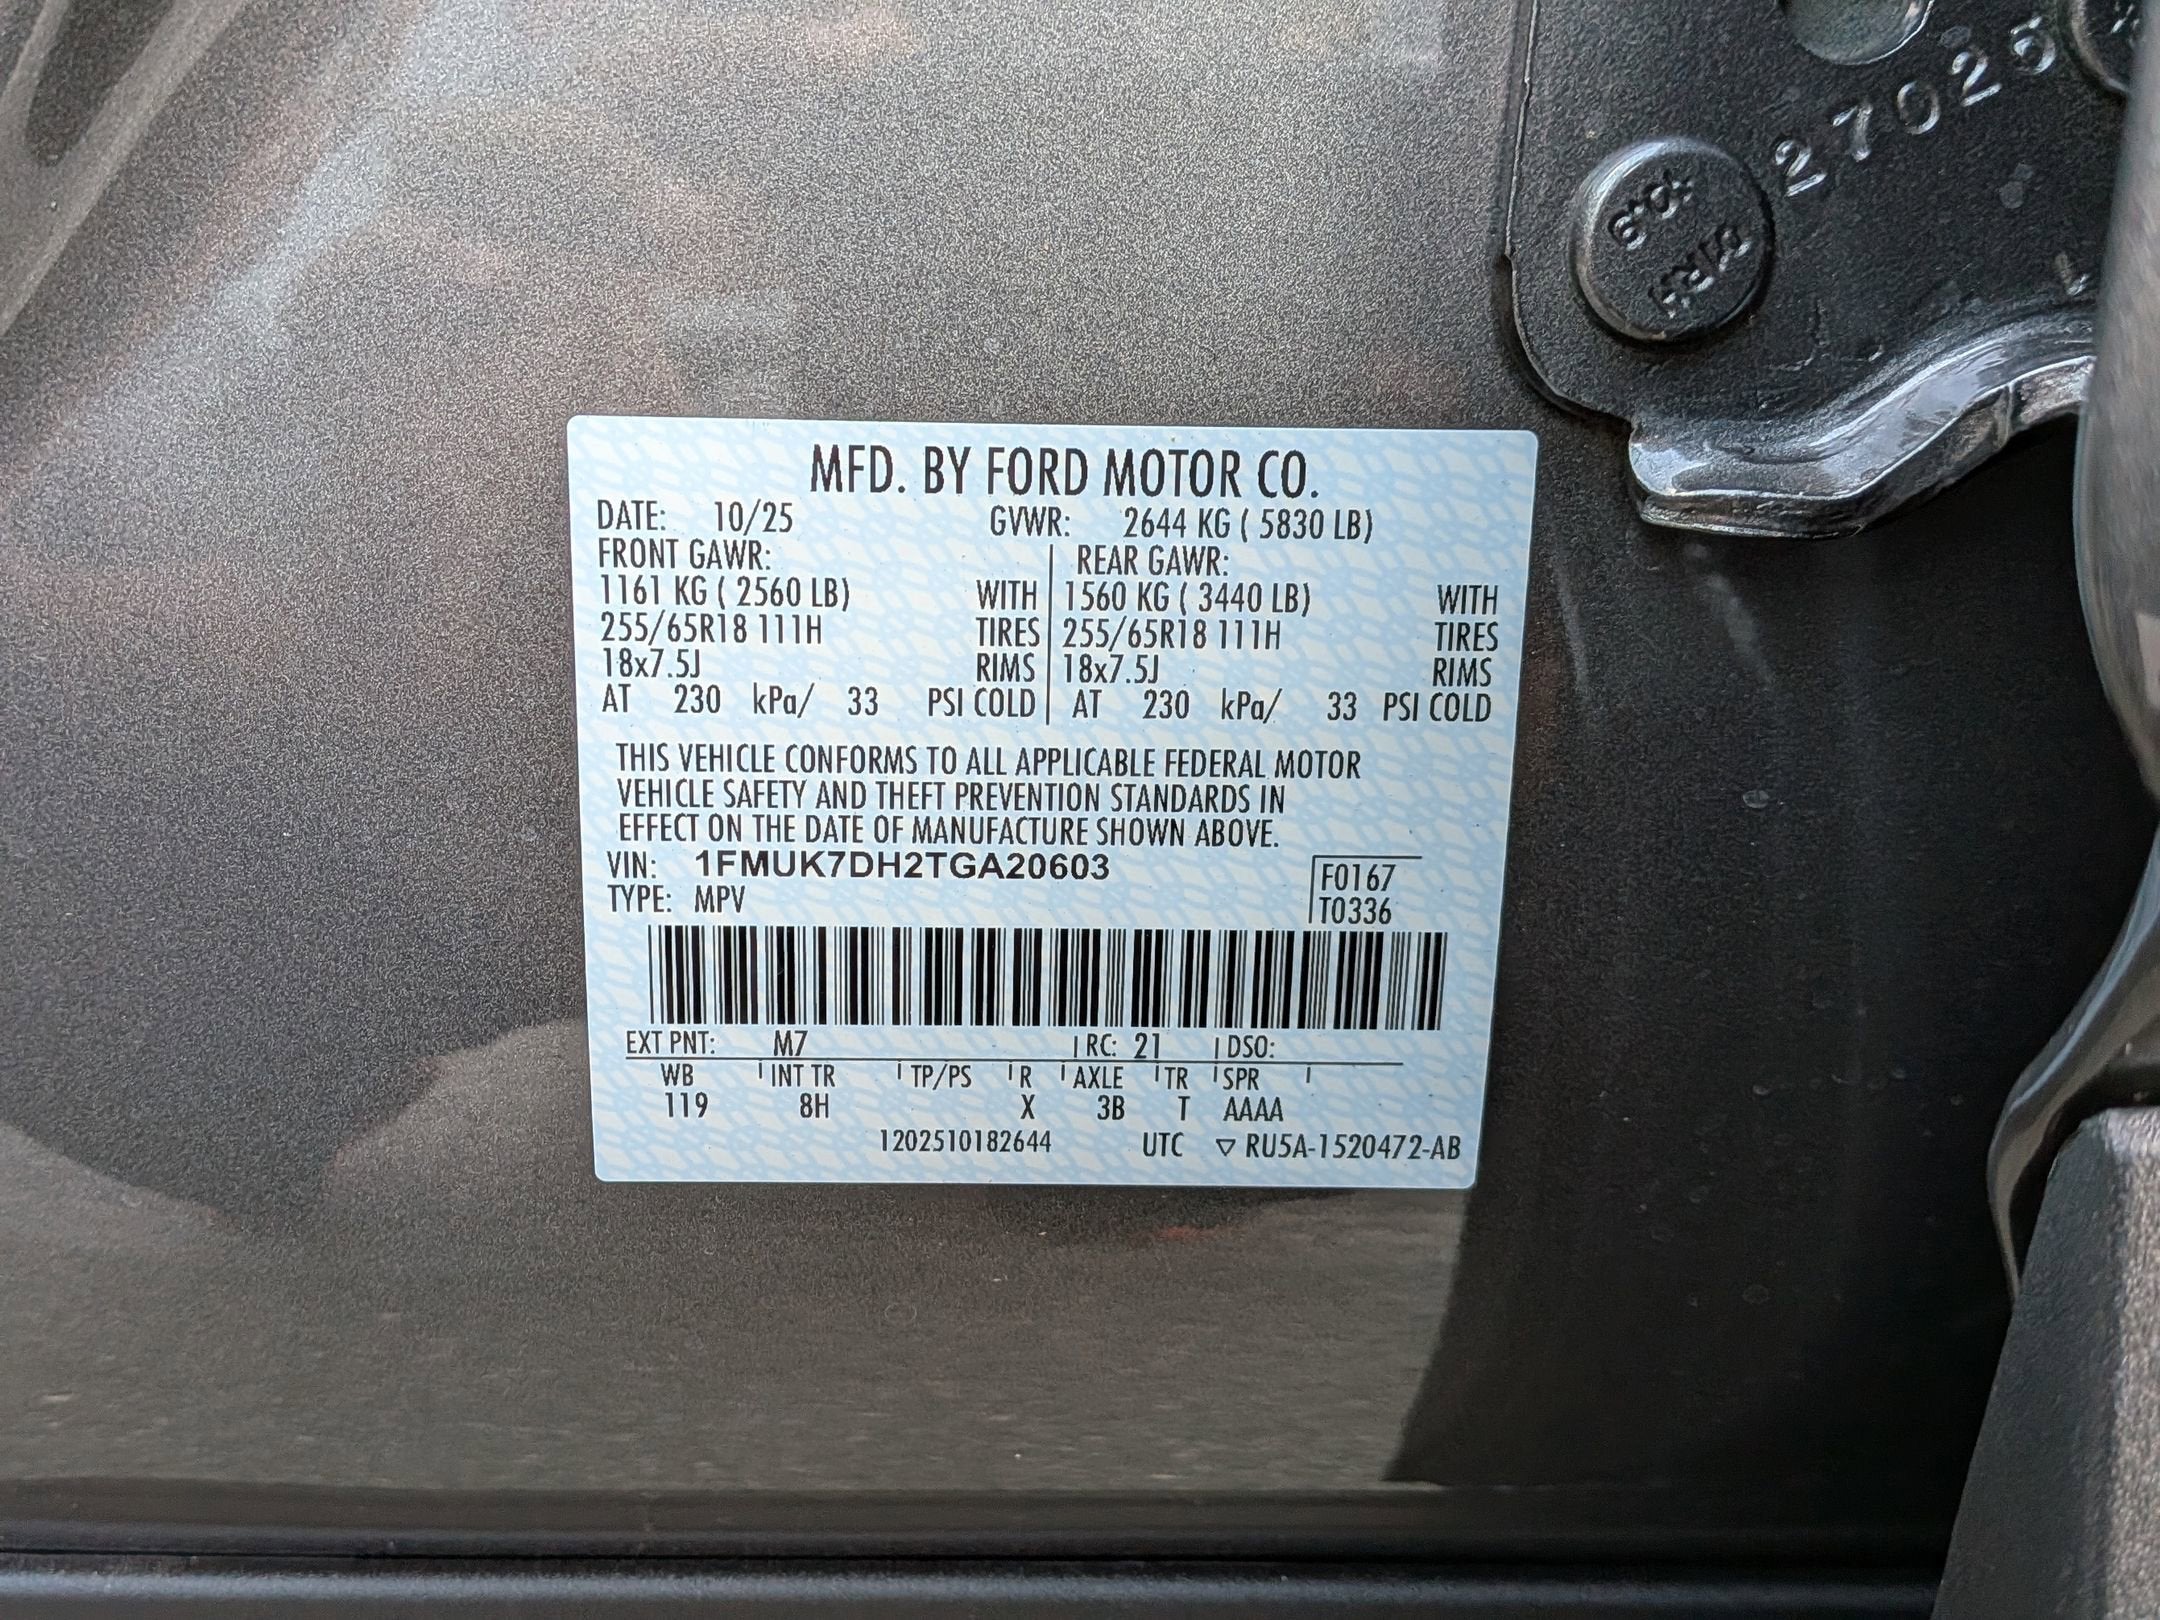 27025
10.9
MRH
MFD. BY FORD MOTOR CO.
DATE: 10/25 GVWR: 2644 KG ( 5830 LB)
FRONT GAWR: REAR GAWR:
1161 KG ( 2560 LB) WITH 1560 KG ( 3440 LB) WITH
255/65R18 111H TIRES 255/65R18 111H TIRES
18x7.5J RIMS 18x7.5J RIMS
AT 230 kPa/ 33 PSI COLD AT 230 kPa/ 33 PSI COLD
THIS VEHICLE CONFORMS TO ALL APPLICABLE FEDERAL MOTOR
VEHICLE SAFETY AND THEFT PREVENTION STANDARDS IN
EFFECT ON THE DATE OF MANUFACTURE SHOWN ABOVE.
VIN: 1FMUK7DH2TGA20603 F0167
TYPE: MPV T0336
EXT PNT: M7 RC: 21 DSO:
WB INT TR TP/PS R AXLE TR SPR
119 8H X 3B T AAAA
1202510182644 UTC ▽ RU5A-1520472-AB